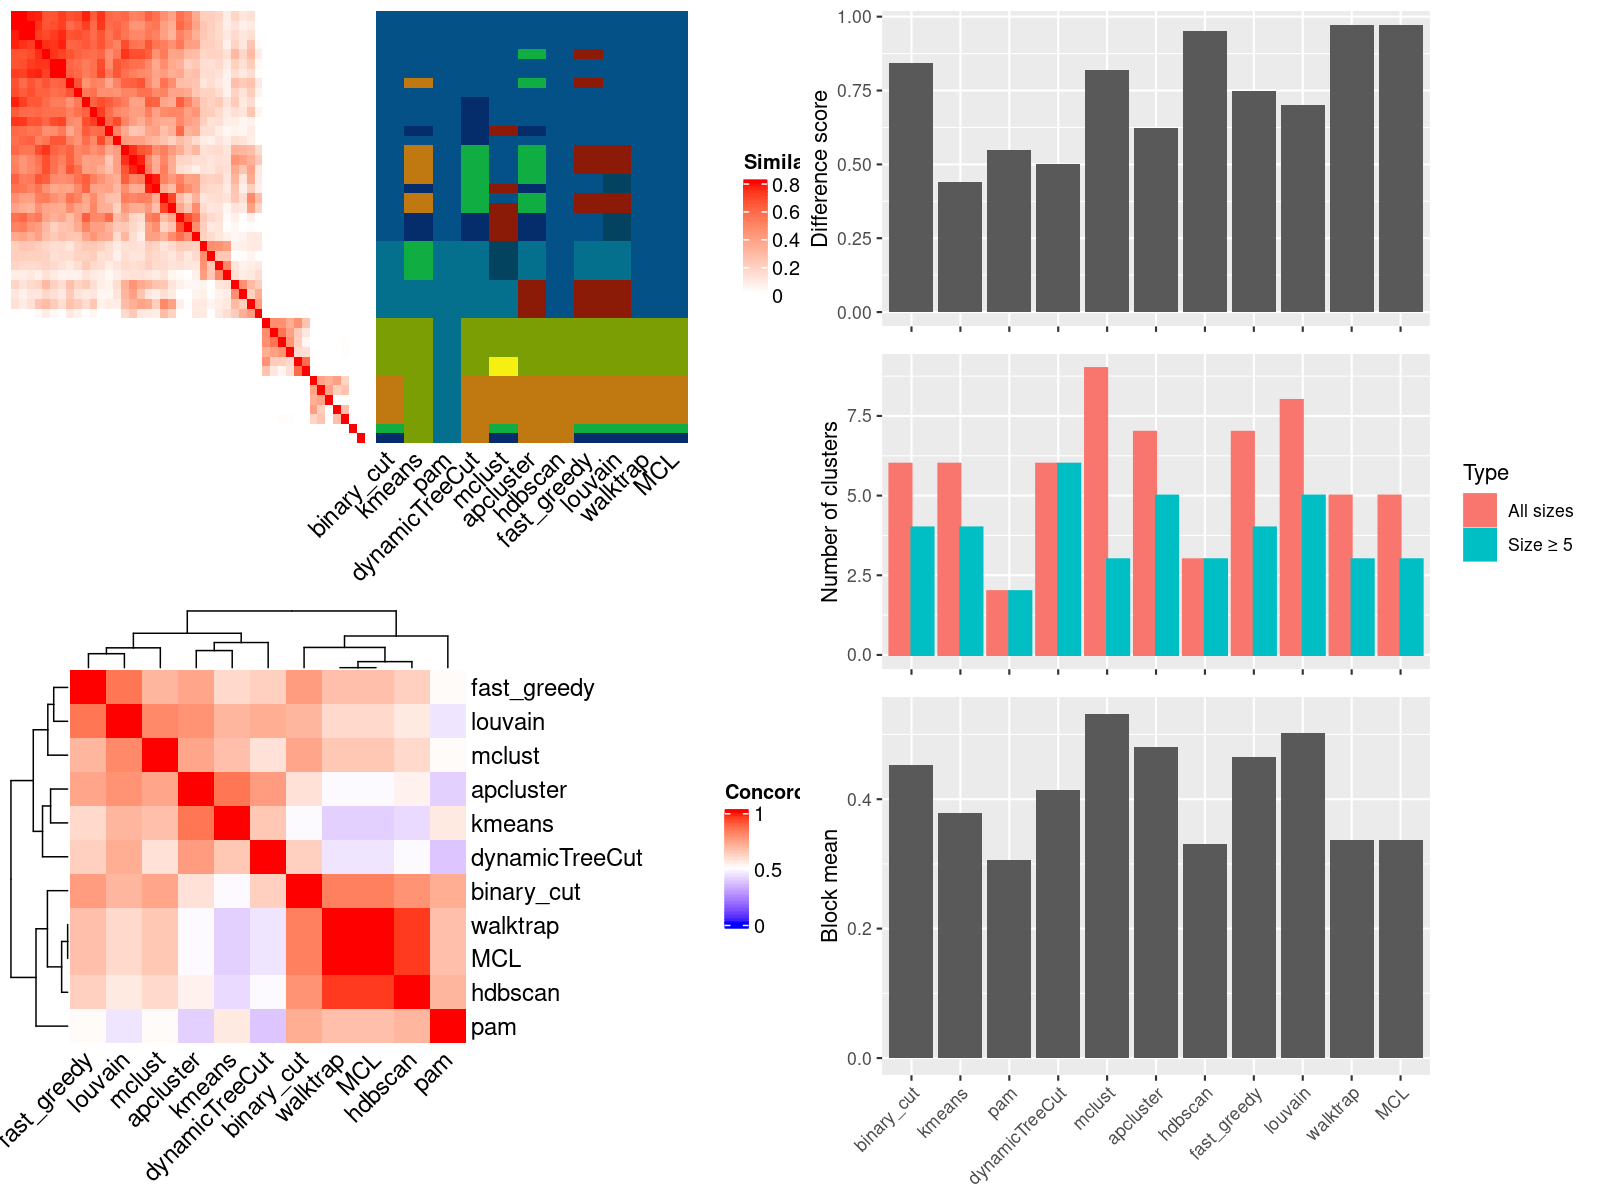 Simila
0.8
0.6
0.4
0.2
0
binary_cut
kmeans
pam
dynamicTreeCut
mclust
apcluster
hdbscan
fast_greedy
louvain
walktrap
MCL
fast_greedy
louvain
mclust
apcluster
kmeans
dynamicTreeCut
binary_cut
walktrap
MCL
hdbscan
pam
Concord
1
0.5
0
fast_greedy
louvain
mclust
apcluster
kmeans
dynamicTreeCut
binary_cut
walktrap
MCL
hdbscan
pam
Difference score
1.00
0.75
0.50
0.25
0.00
Number of clusters
7.5
5.0
2.5
0.0
Type
All sizes
Size ≥ 5
Block mean
0.4
0.2
0.0
binary_cut
kmeans
pam
dynamicTreeCut
mclust
apcluster
hdbscan
fast_greedy
louvain
walktrap
MCL